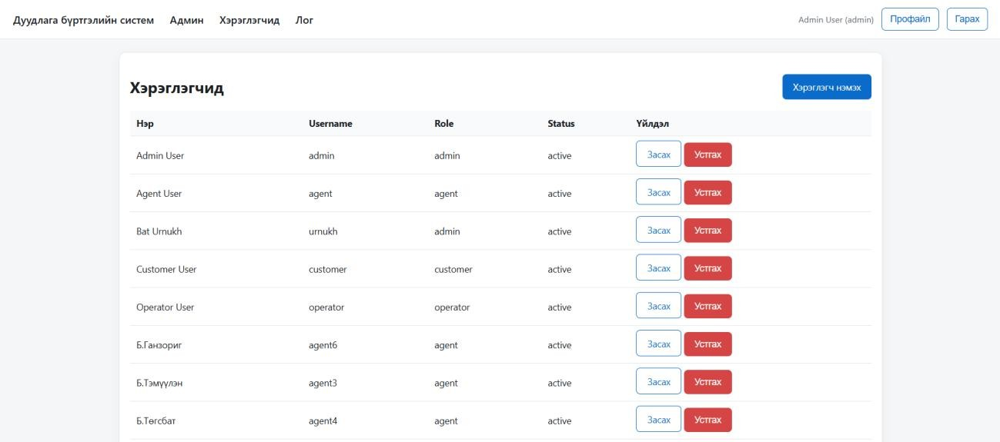 Дуудлага бүртгэлийн систем Админ Хэрэглэгчид Лог Admin User (admin) Профайл Гарах
Хэрэглэгчид Хэрэглэгч нэмэх
Нэр Username Role Status Үйлдэл
Admin User admin admin active Засах Устгах
Agent User agent agent active Засах Устгах
Bat Urnukh urnukh admin active Засах Устгах
Customer User customer customer active Засах Устгах
Operator User operator operator active Засах Устгах
Б.Ганзориг agent6 agent active Засах Устгах
Б.Тэмүүлэн agent3 agent active Засах Устгах
Б.Төгсбат agent4 agent active Засах Устгах